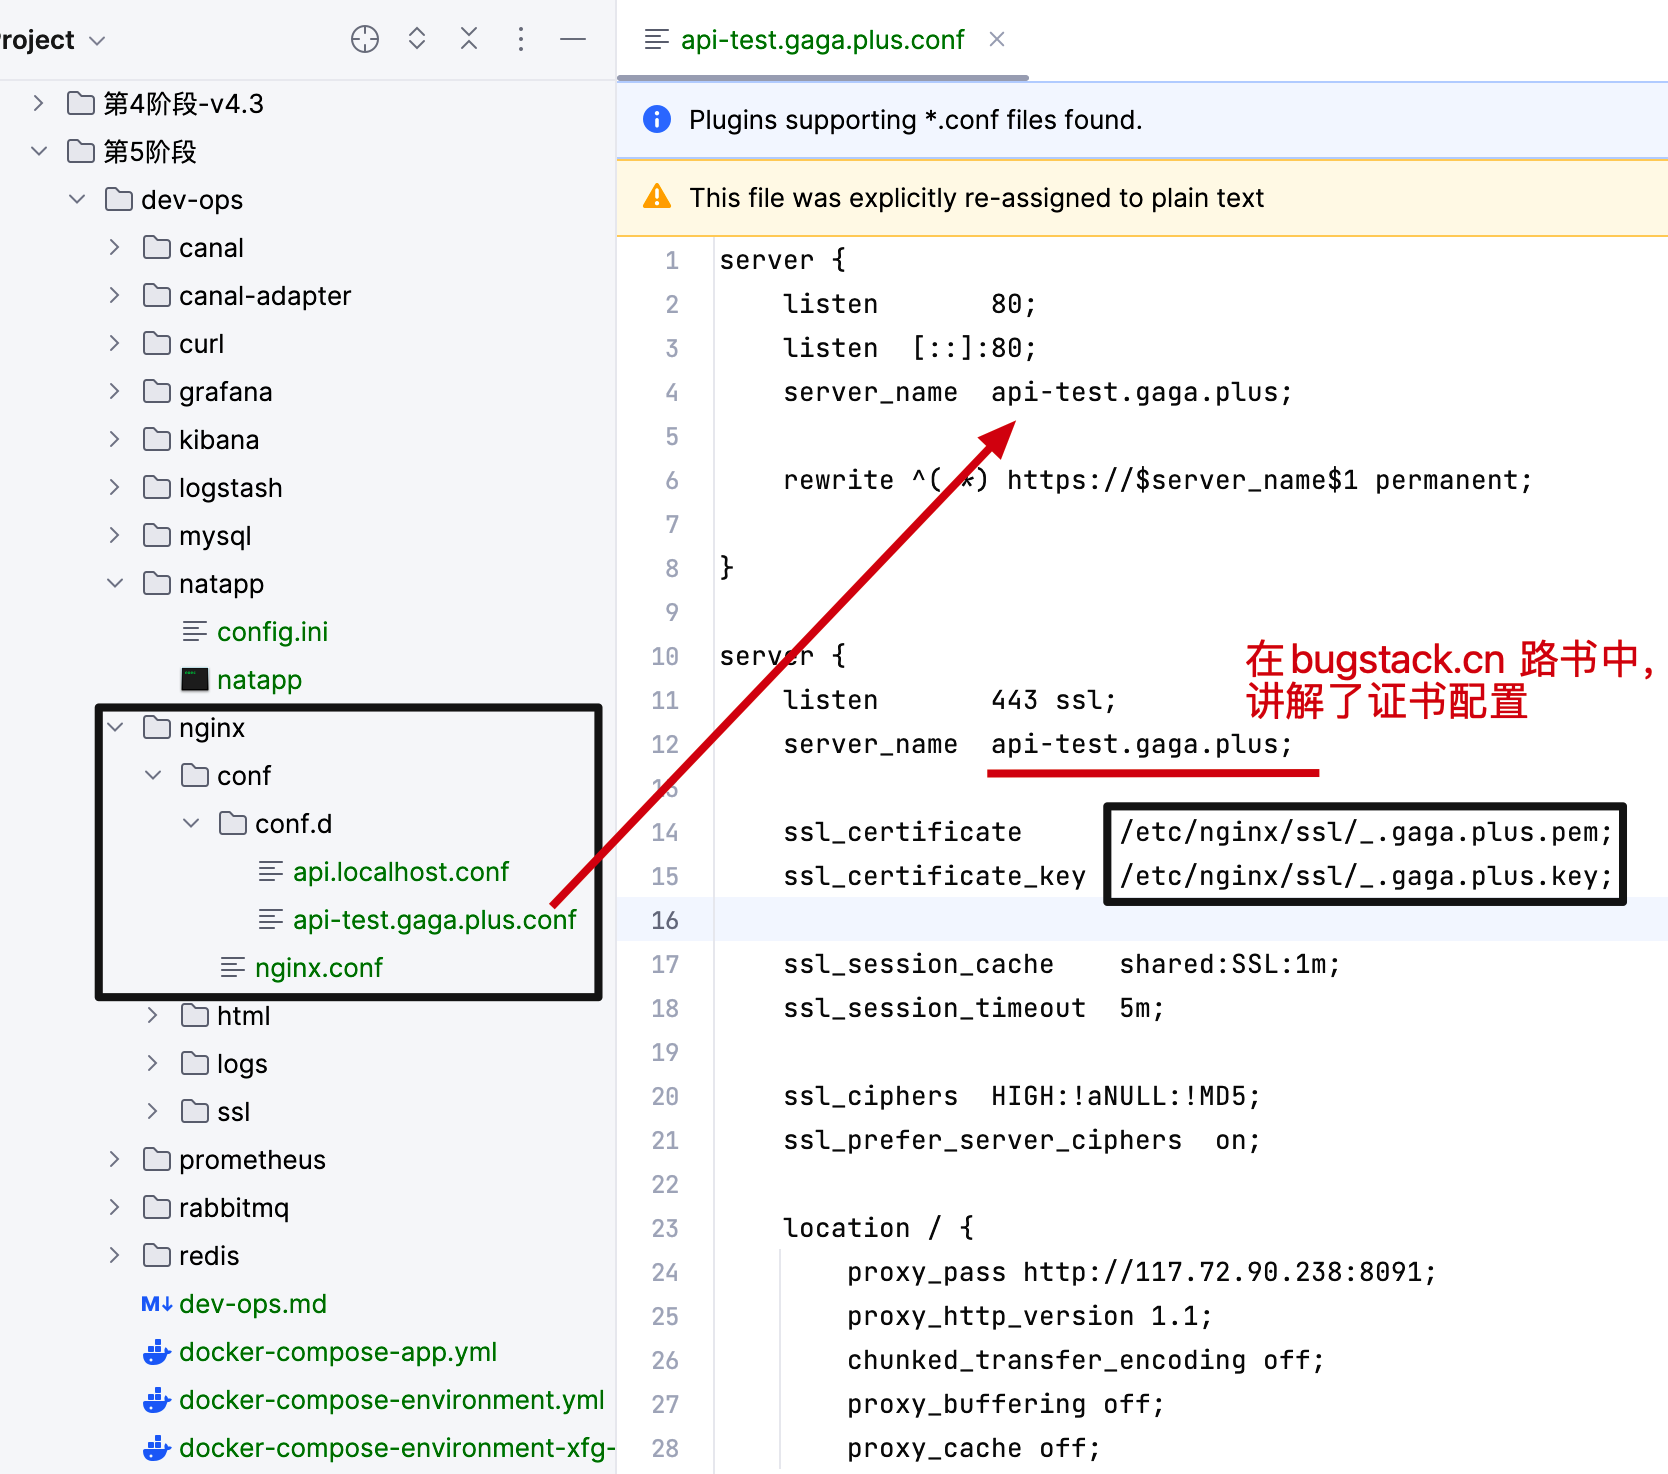 Project
第4阶段-v4.3
第5阶段
dev-ops
canal
canal-adapter
curl
grafana
kibana
logstash
mysql
natapp
config.ini
natapp
nginx
conf
conf.d
api.localhost.conf
api-test.gaga.plus.conf
nginx.conf
html
logs
ssl
prometheus
rabbitmq
redis
M↓ dev-ops.md
docker-compose-app.yml
docker-compose-environment.yml
docker-compose-environment-xfg-
api-test.gaga.plus.conf
Plugins supporting *.conf files found.
This file was explicitly re-assigned to plain text
1 server {
2     listen       80;
3     listen  [::]:80;
4     server_name  api-test.gaga.plus;
5
6     rewrite ^(.*) https://$server_name$1 permanent;
7
8 }
9
10 server {
11     listen       443 ssl;
12     server_name  api-test.gaga.plus;
13
14     ssl_certificate      /etc/nginx/ssl/_.gaga.plus.pem;
15     ssl_certificate_key  /etc/nginx/ssl/_.gaga.plus.key;
16
17     ssl_session_cache    shared:SSL:1m;
18     ssl_session_timeout  5m;
19
20     ssl_ciphers  HIGH:!aNULL:!MD5;
21     ssl_prefer_server_ciphers  on;
22
23     location / {
24         proxy_pass http://117.72.90.238:8091;
25         proxy_http_version 1.1;
26         chunked_transfer_encoding off;
27         proxy_buffering off;
28         proxy_cache off;
在 bugstack.cn 路书中，
讲解了证书配置